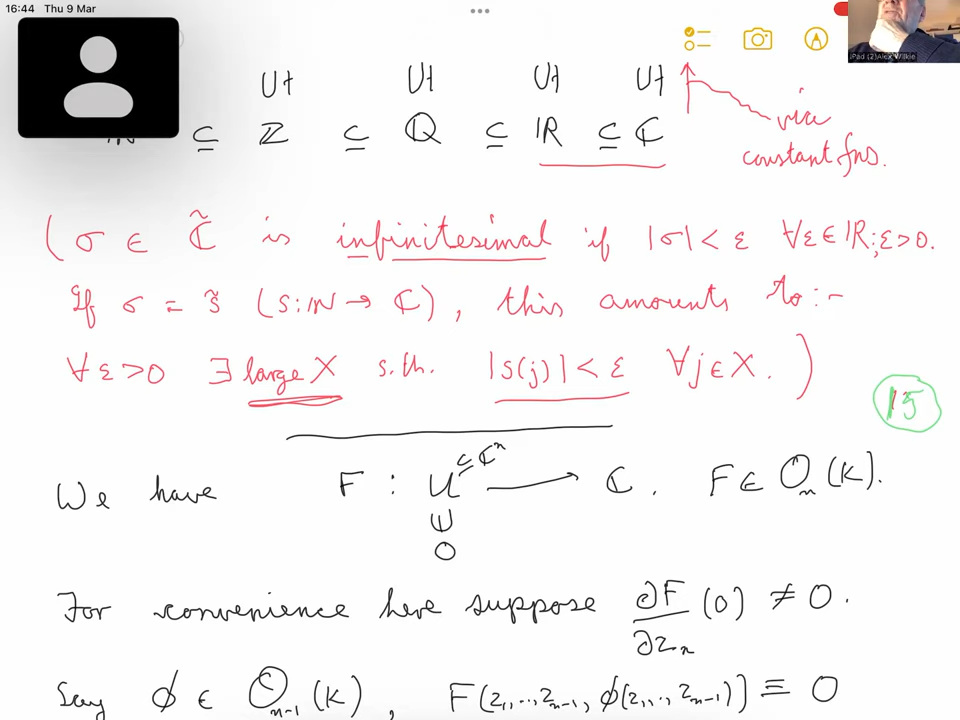 16:44 Thu 9 Mar
iPad (2)Alex Wilkie
U+ U+ U+ U+
⊆ ℤ ⊆ ℚ ⊆ ℝ ⊆ ℂ
via
constant fns.
( σ ∈ ℂ̃ is infinitesimal if |σ| < ε ∀ε∈ℝ; ε>0.
If σ = s̃ (s: ℕ → ℂ), this amounts to :-
∀ε>0 ∃ large X s.th. |s(j)| < ε ∀j∈X. )
15
We have F : U ⊆ ℂⁿ → ℂ. F ∈ 𝒪ₙ(K).
0
For convenience here suppose ∂F/∂zₙ (0) ≠ 0.
Say ϕ ∈ 𝒪ₙ₋₁(K), F(z₁,..,zₙ₋₁, ϕ(z₁,..,zₙ₋₁)) ≡ 0